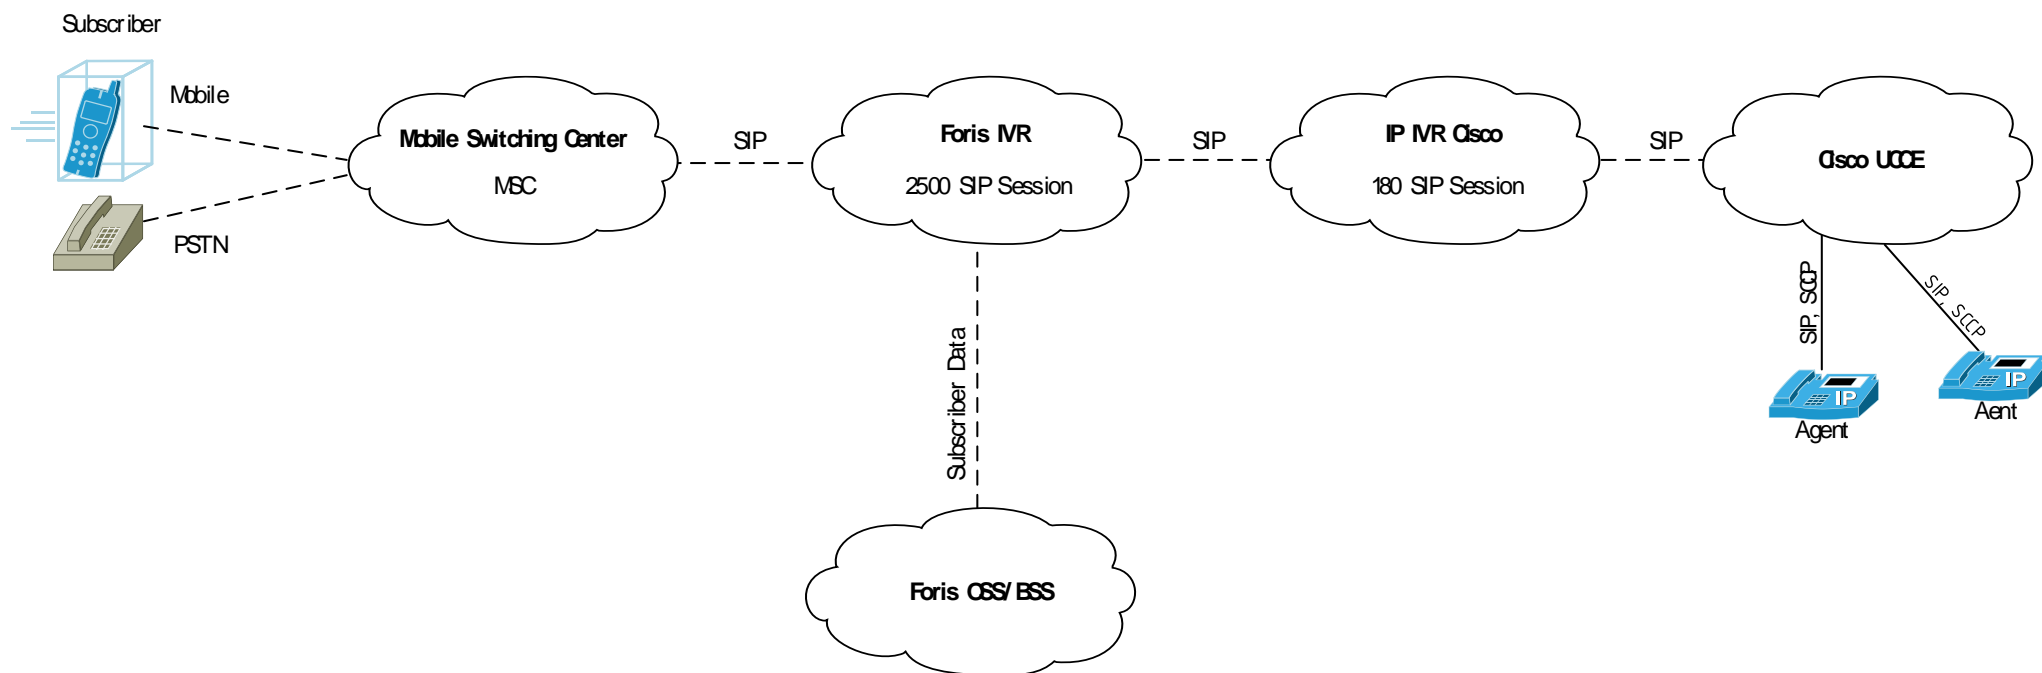 Subscriber
Mobile
PSTN
Mobile Switching Center
MSC
SIP
Foris IVR
2500 SIP Session
SIP
IP IVR Cisco
180 SIP Session
SIP
Cisco UCCE
SIP, SCCP
SIP, SCCP
IP
Agent
IP
Aent
Subscriber Data
Foris OSS/BSS